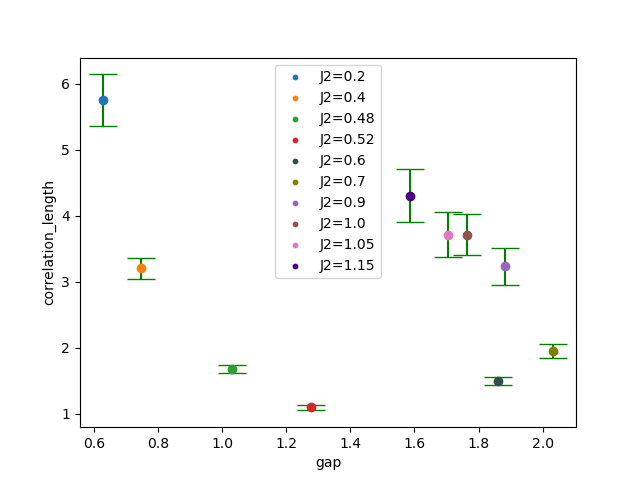 J2=0.2
J2=0.4
J2=0.48
J2=0.52
J2=0.6
J2=0.7
J2=0.9
J2=1.0
J2=1.05
J2=1.15
correlation_length
6
5
4
3
2
1
0.6 0.8 1.0 1.2 1.4 1.6 1.8 2.0
gap